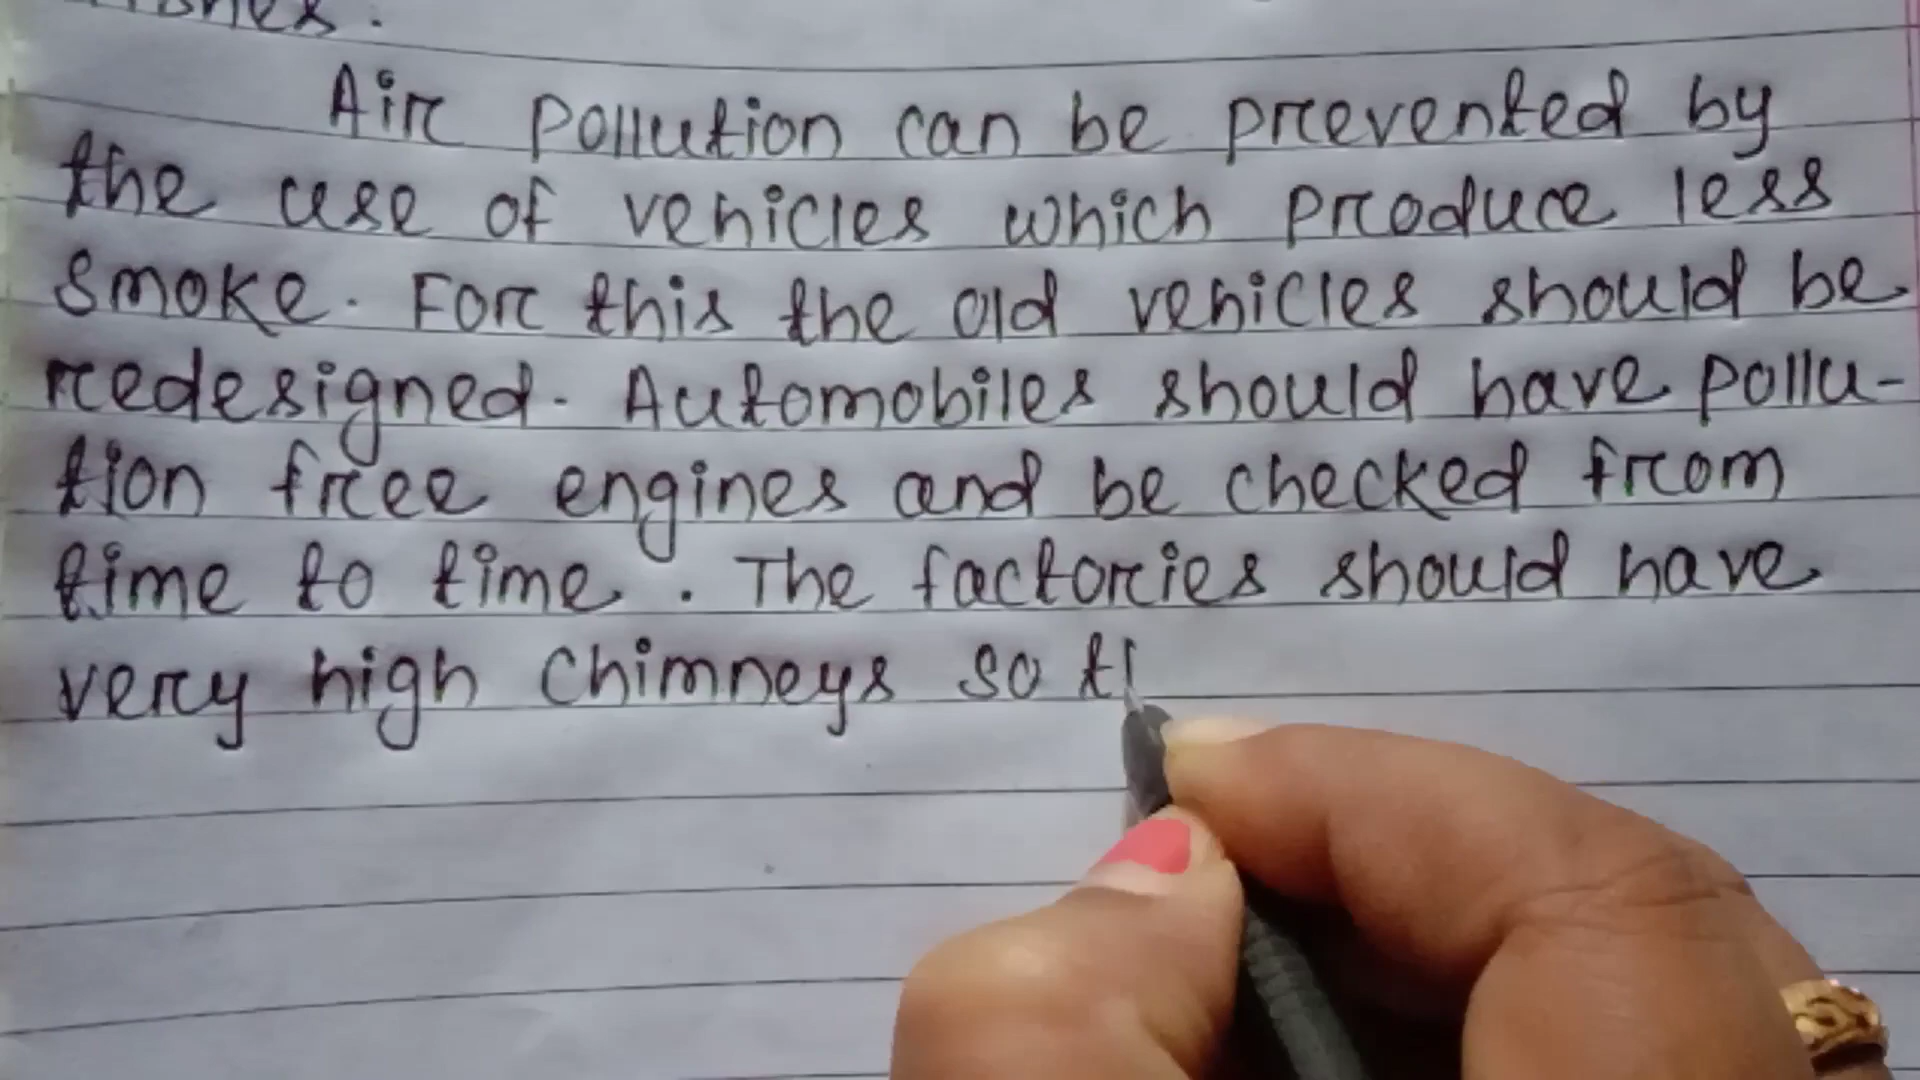 Air pollution can be prevented by
the use of vehicles which produce less
smoke. For this the old vehicles should be
redesigned. Automobiles should have pollu-
tion free engines and be checked from
time to time. The factories should have
very high chimneys so